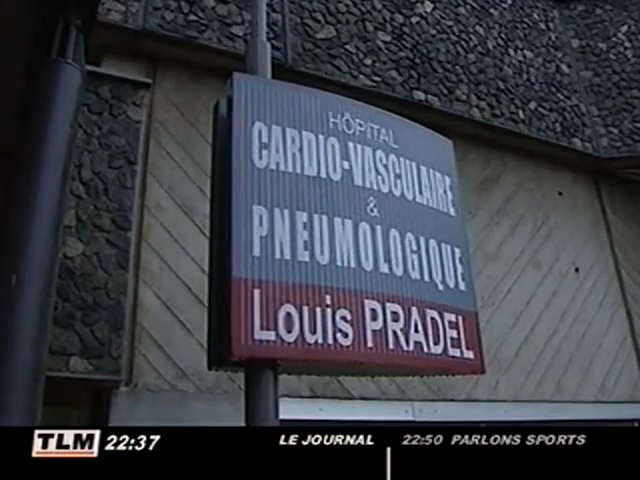 HÔPITAL
CARDIO-VASCULAIRE
&
PNEUMOLOGIQUE
Louis PRADEL
TLM 22:37 LE JOURNAL 22:50 PARLONS SPORTS